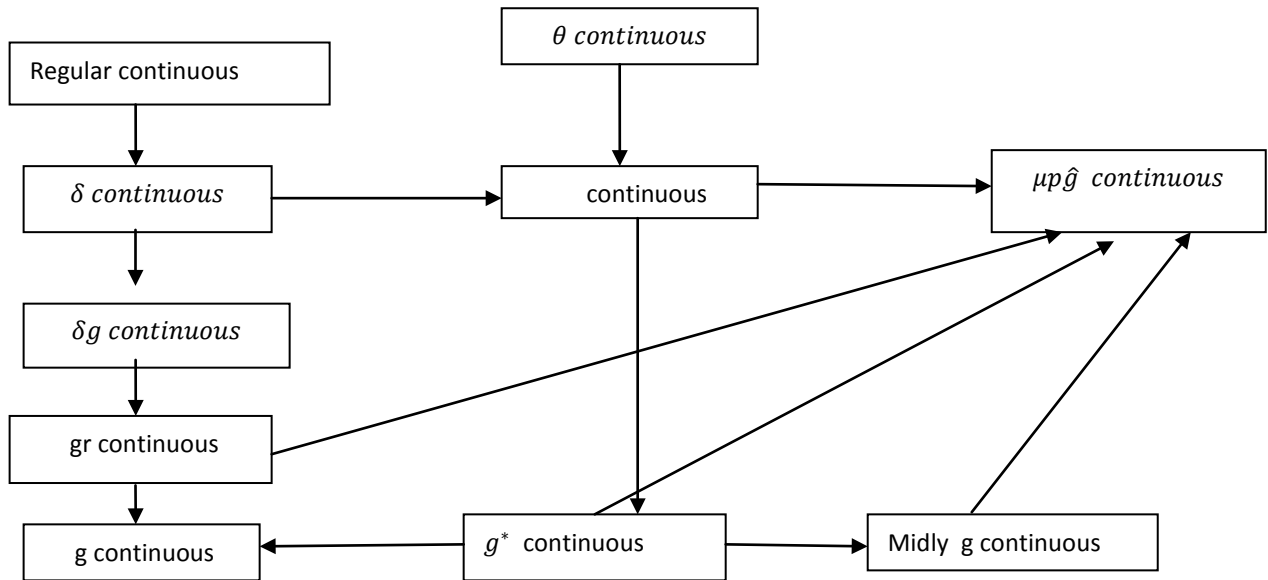 θ continuous
Regular continuous
δ continuous
continuous
μpĝ continuous
δg continuous
gr continuous
g continuous
g* continuous
Midly g continuous